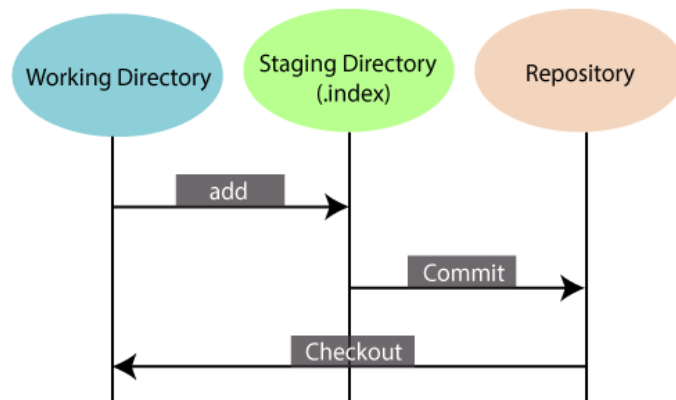 Working Directory
Staging Directory
(.index)
Repository
add
Commit
Checkout